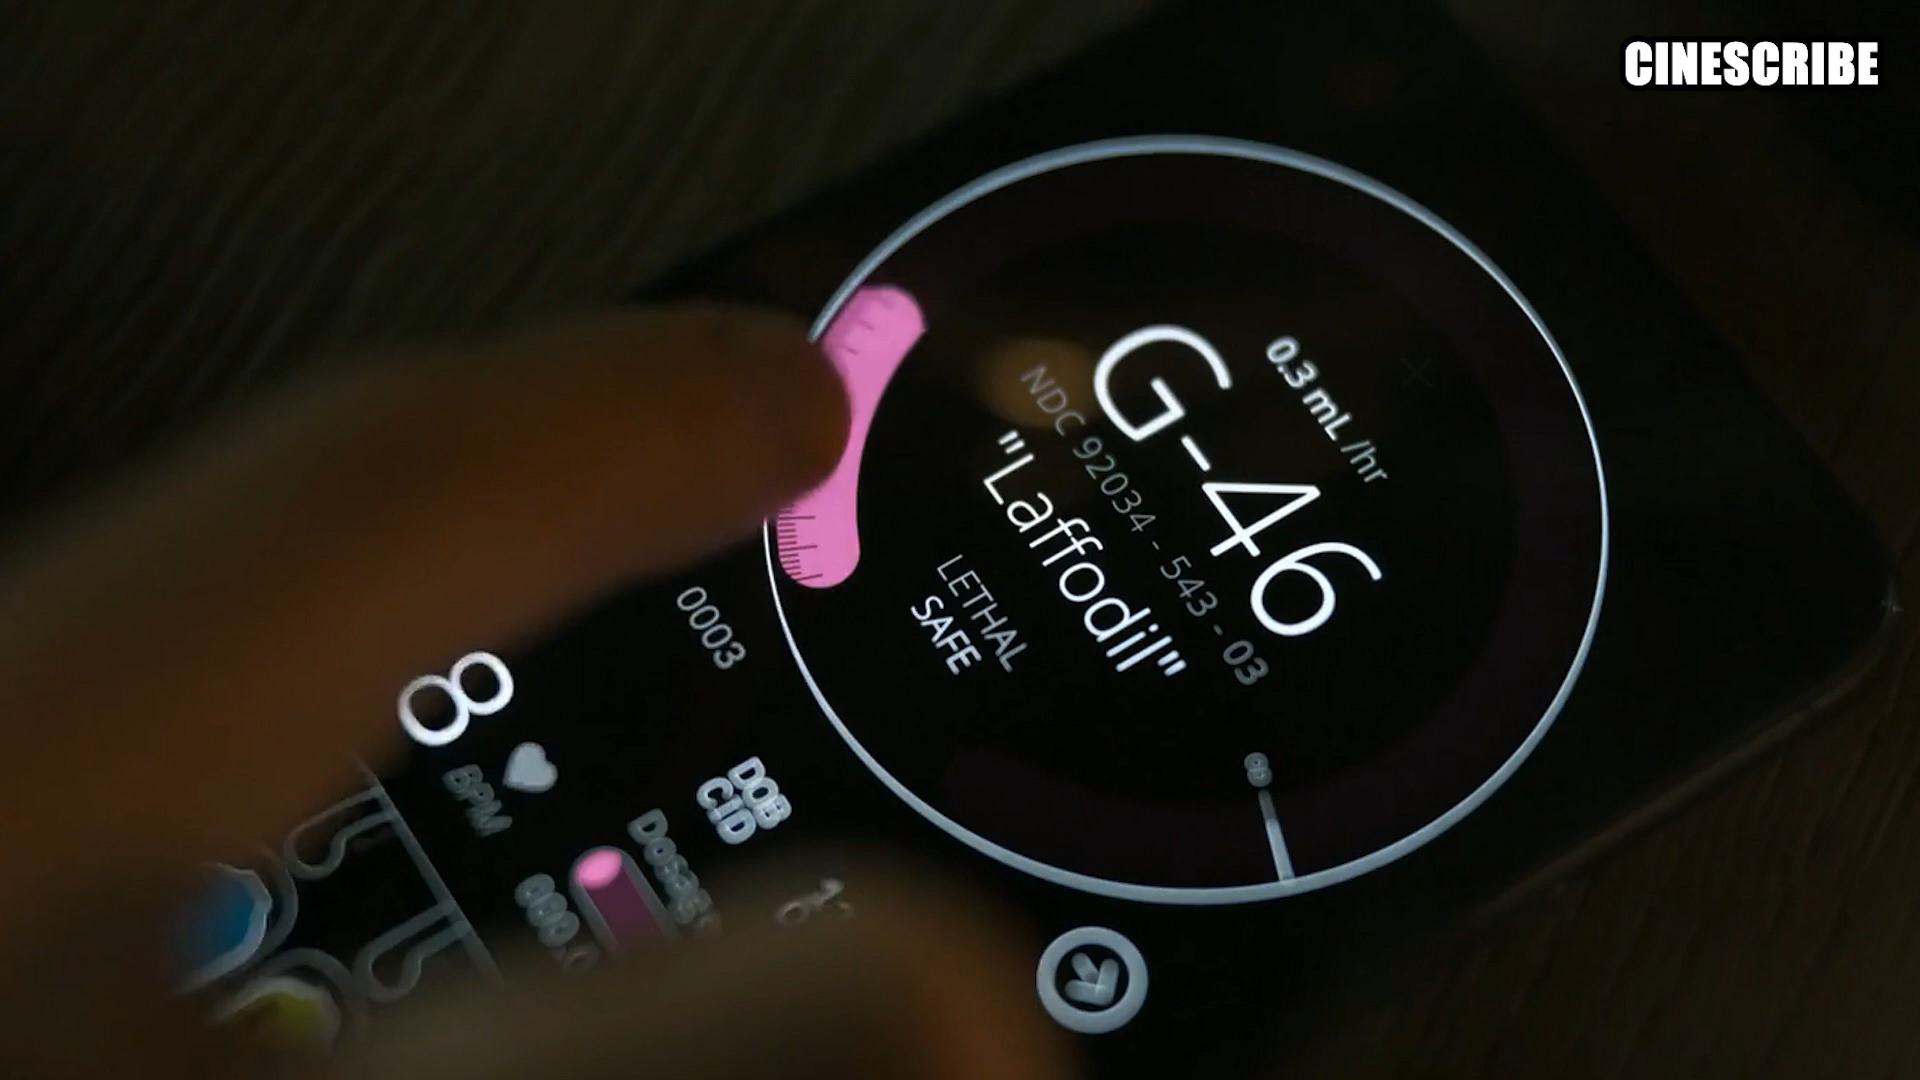 CINESCRIBE
0.3 mL /hr
G-46
NDC 92034 - 543 - 03
"Laffodil"
LETHAL
SAFE
0003
8
BPM
DOB
CID